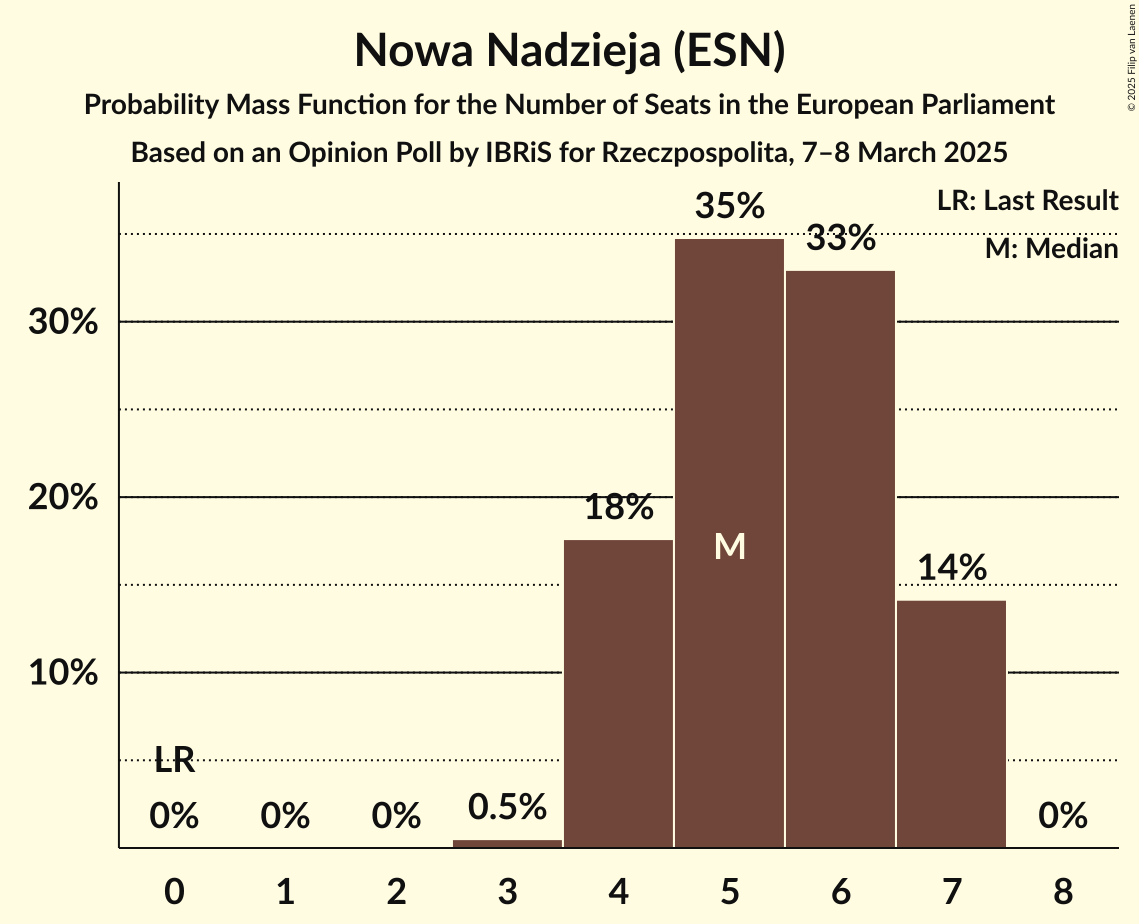 Nowa Nadzieja (ESN)
Probability Mass Function for the Number of Seats in the European Parliament
Based on an Opinion Poll by IBRiS for Rzeczpospolita, 7–8 March 2025
© 2025 Filip van Laenen
LR: Last Result
M: Median
35%
33%
30%
20%
18%
M
14%
10%
LR
0%
0%
0%
0.5%
0%
0 1 2 3 4 5 6 7 8